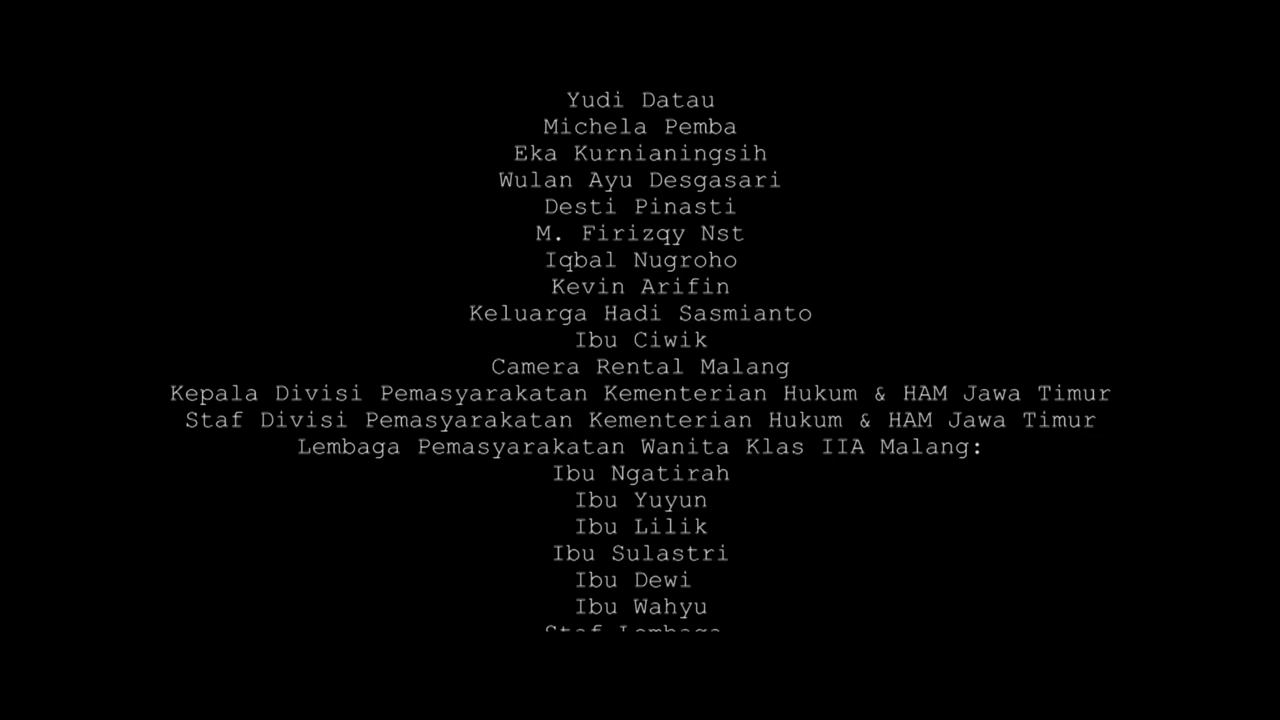 Yudi Datau
Michela Pemba
Eka Kurnianingsih
Wulan Ayu Desgasari
Desti Pinasti
M. Firizqy Nst
Iqbal Nugroho
Kevin Arifin
Keluarga Hadi Sasmianto
Ibu Ciwik
Camera Rental Malang
Kepala Divisi Pemasyarakatan Kementerian Hukum & HAM Jawa Timur
Staf Divisi Pemasyarakatan Kementerian Hukum & HAM Jawa Timur
Lembaga Pemasyarakatan Wanita Klas IIA Malang:
Ibu Ngatirah
Ibu Yuyun
Ibu Lilik
Ibu Sulastri
Ibu Dewi
Ibu Wahyu
Staf Lembaga